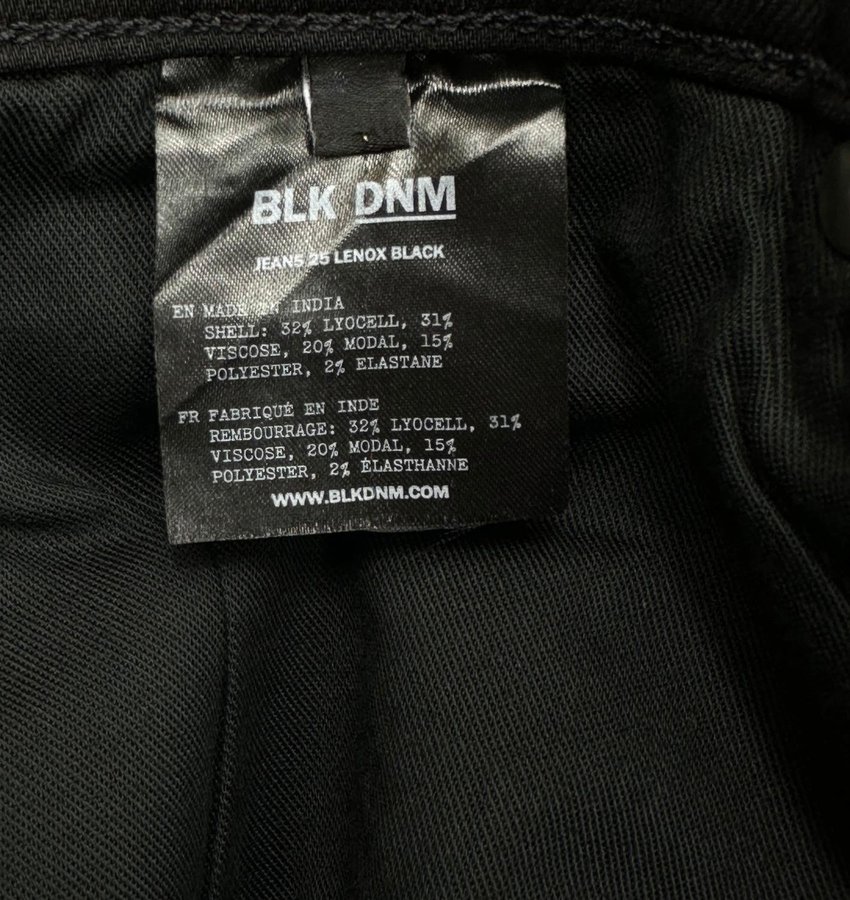 BLK DNM
JEANS 25 LENOX BLACK
EN MADE IN INDIA
SHELL: 32% LYOCELL, 31%
VISCOSE, 20% MODAL, 15%
POLYESTER, 2% ELASTANE
FR FABRIQUÉ EN INDE
REMBOURRAGE: 32% LYOCELL, 31%
VISCOSE, 20% MODAL, 15%
POLYESTER, 2% ÉLASTHANNE
WWW.BLKDNM.COM